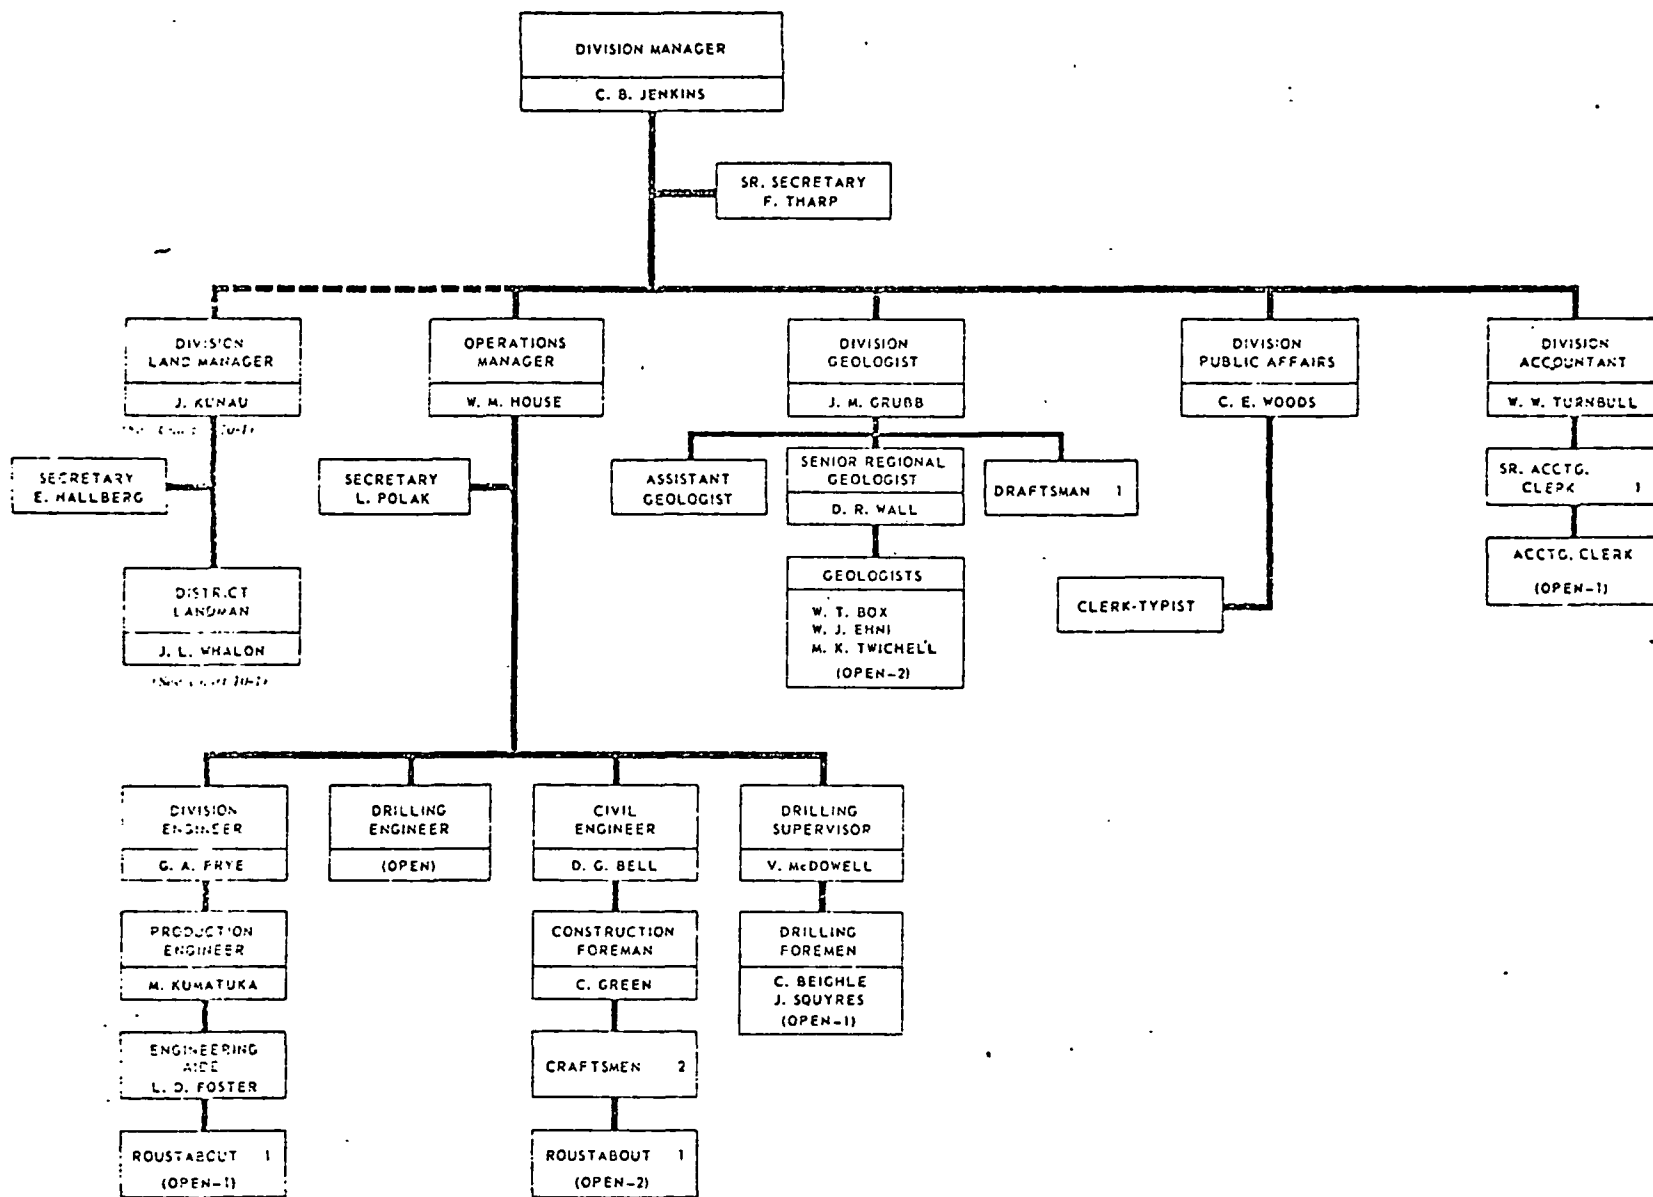 DIVISION MANAGER
C. B. JENKINS
SR. SECRETARY
F. THARP
DIVISION
LAND MANAGER
J. KUNAU
OPERATIONS
MANAGER
W. M. HOUSE
DIVISION
GEOLOGIST
J. M. GRUBB
DIVISION
PUBLIC AFFAIRS
C. E. WOODS
DIVISION
ACCOUNTANT
W. W. TURNBULL
SECRETARY
E. HALLBERG
SECRETARY
L. POLAK
ASSISTANT
GEOLOGIST
SENIOR REGIONAL
GEOLOGIST
D. R. WALL
DRAFTSMAN 1
SR. ACCTG.
CLERK 1
DISTRICT
LANDMAN
J. L. WHALON
(See chart 10-1)
GEOLOGISTS
W. T. BOX
W. J. EHNI
M. K. TWICHELL
(OPEN-2)
CLERK-TYPIST
ACCTG. CLERK
(OPEN-1)
DIVISION
ENGINEER
G. A. FRYE
DRILLING
ENGINEER
(OPEN)
CIVIL
ENGINEER
D. G. BELL
DRILLING
SUPERVISOR
V. McDOWELL
PRODUCTION
ENGINEER
M. KUMATUKA
CONSTRUCTION
FOREMAN
C. GREEN
DRILLING
FOREMEN
C. BEIGHLE
J. SQUYRES
(OPEN-1)
ENGINEERING
AIDE
L. D. FOSTER
CRAFTSMEN 2
ROUSTABOUT 1
(OPEN-1)
ROUSTABOUT 1
(OPEN-2)